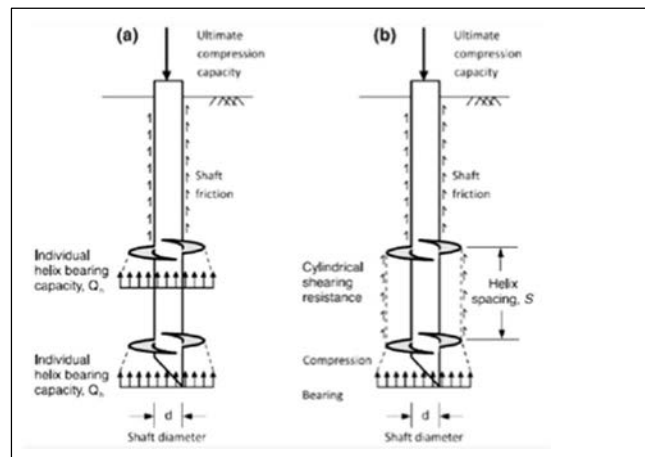 (a)
Ultimate
compression
capacity
Shaft
friction
Individual
helix bearing
capacity, Qₕ
Individual
helix bearing
capacity, Qₕ
d
Shaft diameter
(b)
Ultimate
compression
capacity
Shaft
friction
Cylindrical
shearing
resistance
Helix
spacing, S
Compression
Bearing
d
Shaft diameter